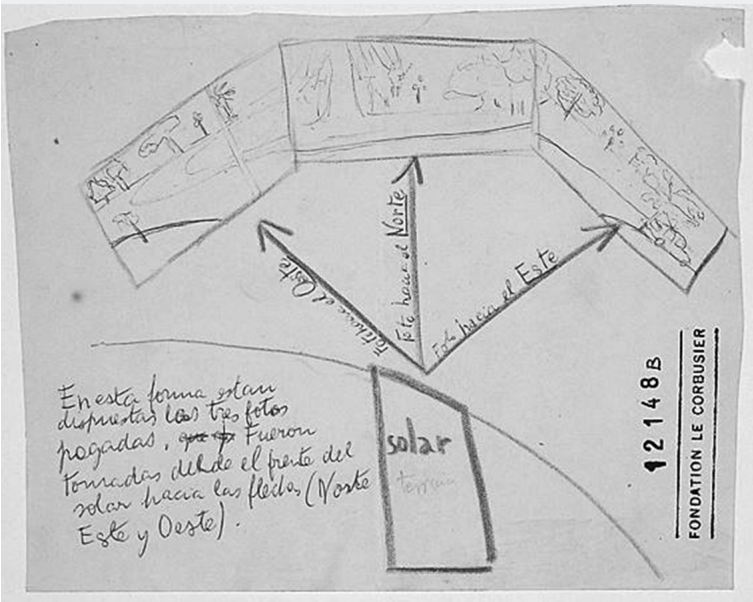 Foto hacia el Oeste
Foto hacia el Norte
Foto hacia el Este
En esta forma estan
dispuestas las tres fotos
pagadas, Fueron
tomadas desde el frente del
solar hacia las flechas (Norte
Este y Oeste).
solar
terreno
12148B
FONDATION LE CORBUSIER